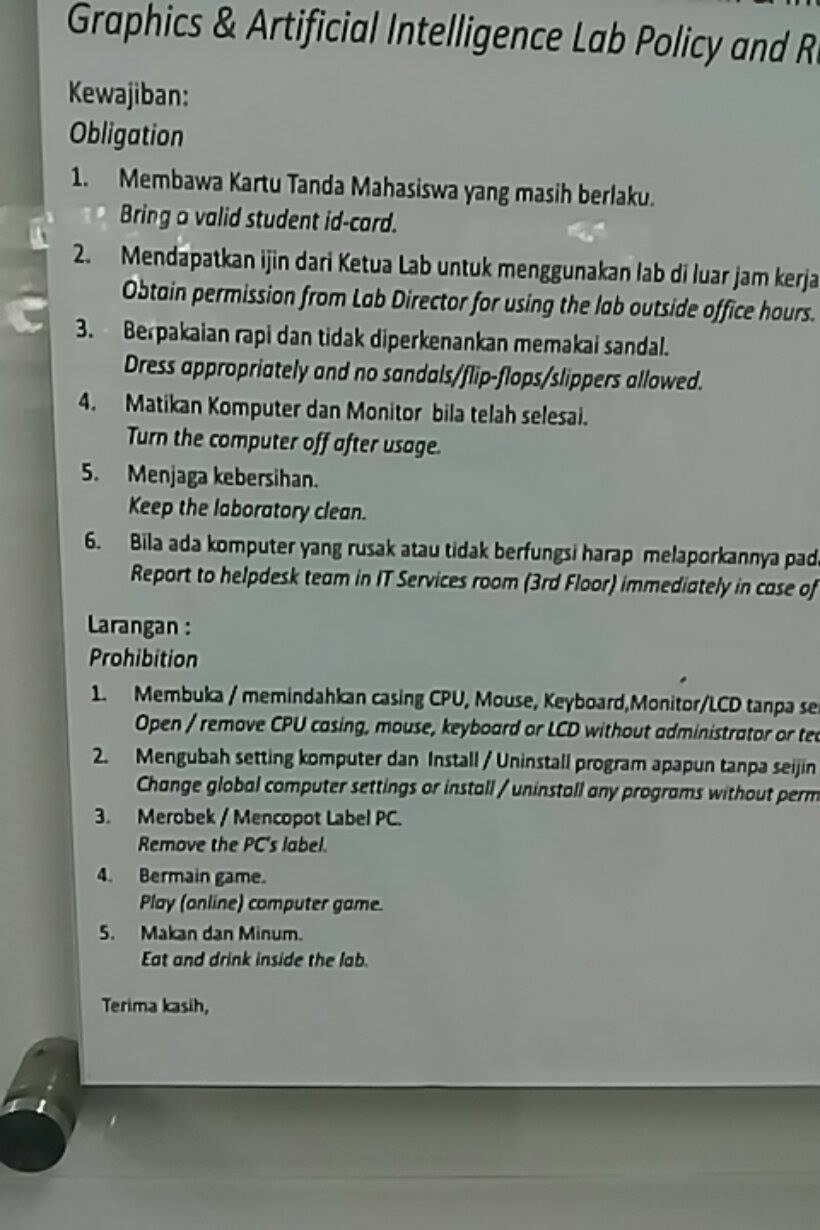 Graphics & Artificial Intelligence Lab Policy and
Kewajiban:
Obligation
1. Membawa Kartu Tanda Mahasiswa yang masih berlaku.
Bring a valid student id-card.
2. Mendapatkan ijin dari Ketua Lab untuk menggunakan lab di luar jam kerja
Obtain permission from Lab Director for using the lab outside office hours.
3. Berpakaian rapi dan tidak diperkenankan memakai sandal.
Dress appropriately and no sandals/flip-flops/slippers allowed.
4. Matikan Komputer dan Monitor bila telah selesai.
Turn the computer off after usage.
5. Menjaga kebersihan.
Keep the laboratory clean.
6. Bila ada komputer yang rusak atau tidak berfungsi harap melaporkannya
Report to helpdesk team in IT Services room (3rd Floor) immediately in case of
Larangan :
Prohibition
1. Membuka / memindahkan casing CPU, Mouse, Keyboard,Monitor/LCD tanpa
Open / remove CPU casing, mouse, keyboard or LCD without administrator or
2. Mengubah setting komputer dan Install / Uninstall program apapun tanpa seijin
Change global computer settings or install / uninstall any programs without
3. Merobek / Mencopot Label PC.
Remove the PC's label.
4. Bermain game.
Play (online) computer game.
5. Makan dan Minum.
Eat and drink inside the lab.
Terima kasih,